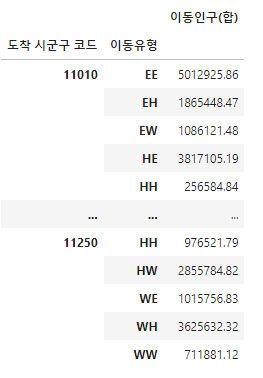 이동인구(합)
도착 시군구 코드 이동유형
11010 EE 5012925.86
EH 1865448.47
EW 1086121.48
HE 3817105.19
HH 256584.84
... ... ...
11250 HH 976521.79
HW 2855784.82
WE 1015756.83
WH 3625632.32
WW 711881.12